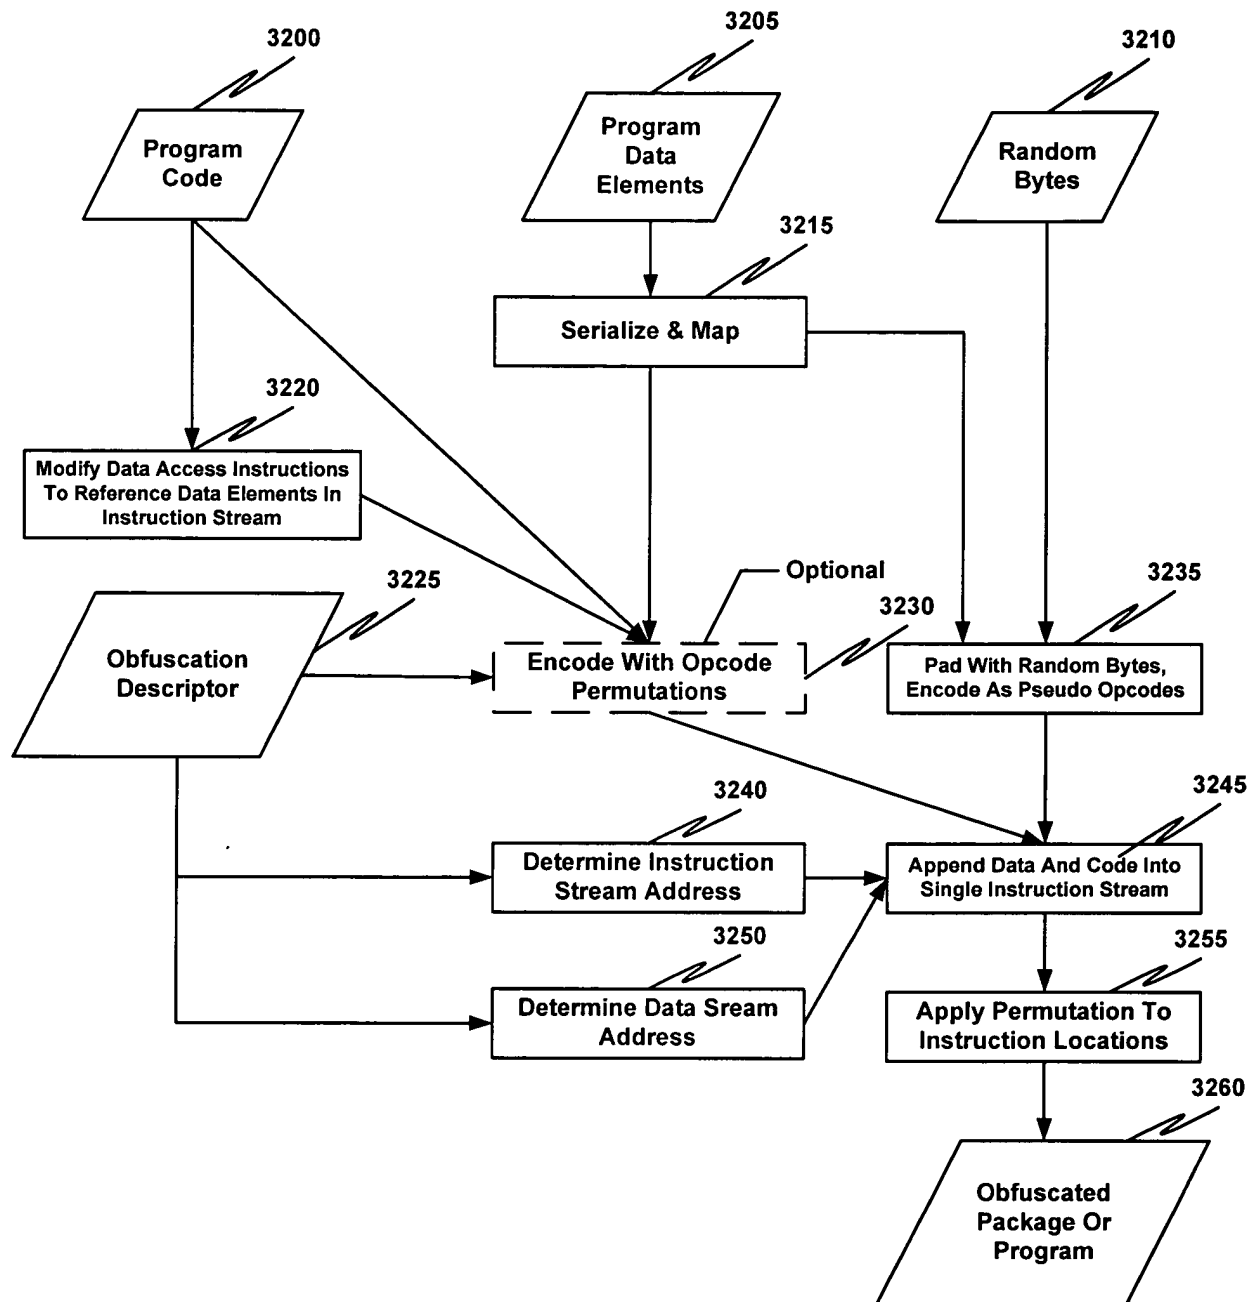 3200
3205
3210
Program
Code
Program
Data
Elements
Random
Bytes
3215
Serialize & Map
3220
Modify Data Access Instructions
To Reference Data Elements In
Instruction Stream
3225
Optional
3235
3230
Obfuscation
Descriptor
Encode With Opcode
Permutations
Pad With Random Bytes,
Encode As Pseudo Opcodes
3240
3245
Determine Instruction
Stream Address
Append Data And Code Into
Single Instruction Stream
3250
3255
Determine Data Sream
Address
Apply Permutation To
Instruction Locations
3260
Obfuscated
Package Or
Program